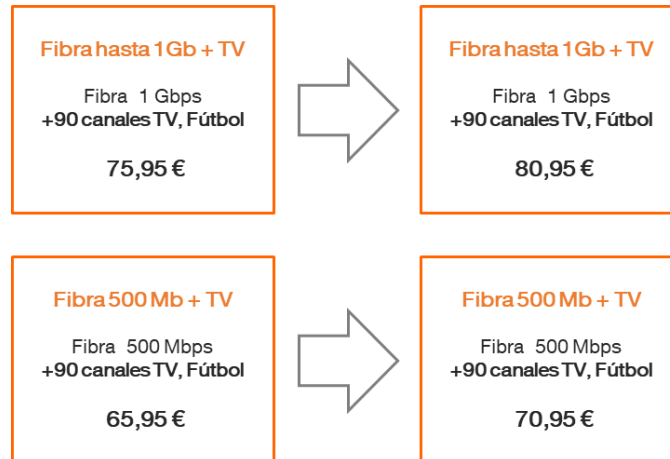 Fibra hasta 1Gb + TV
Fibra 1 Gbps
+90 canales TV, Fútbol
75,95 €
Fibra hasta 1Gb + TV
Fibra 1 Gbps
+90 canales TV, Fútbol
80,95 €
Fibra 500 Mb + TV
Fibra 500 Mbps
+90 canales TV, Fútbol
65,95 €
Fibra 500 Mb + TV
Fibra 500 Mbps
+90 canales TV, Fútbol
70,95 €